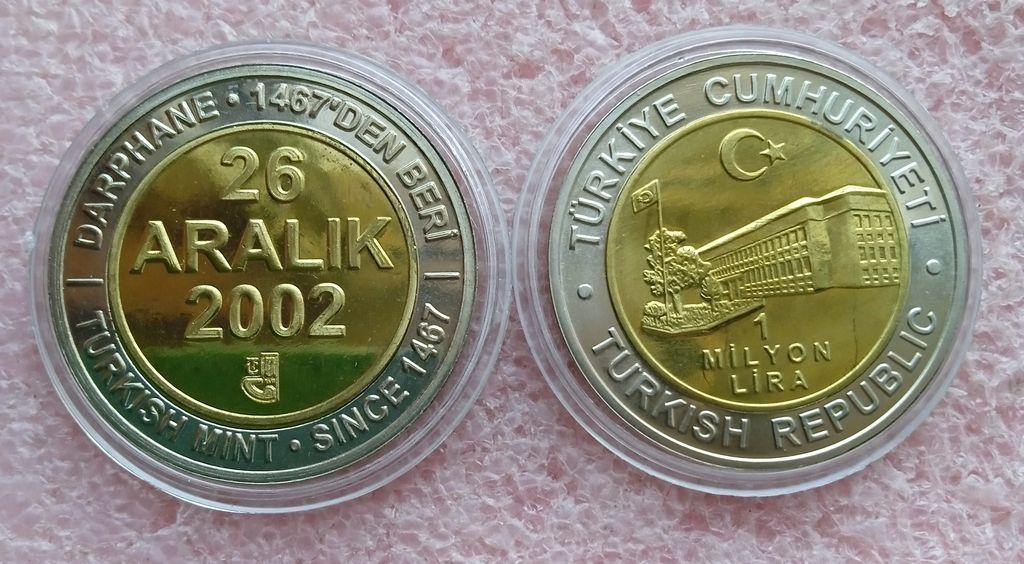 DARPHANE • 1467'DEN BERİ
26
ARALIK
2002
TURKISH MINT • SINCE 1467
TÜRKİYE CUMHURİYETİ
1
MİLYON
LİRA
TURKISH REPUBLIC